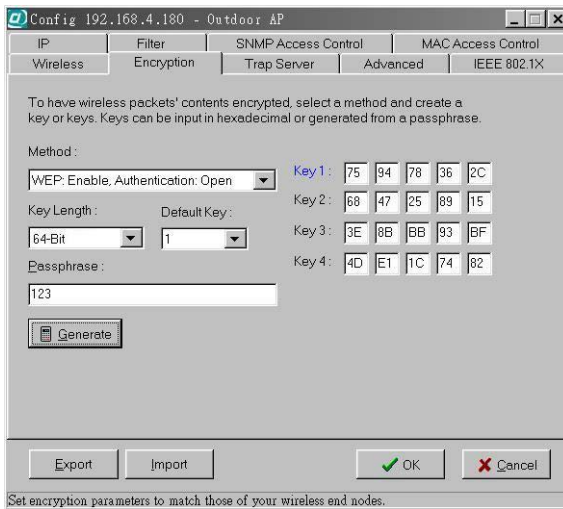 Config 192.168.4.180 - Outdoor AP
IP Filter SNMP Access Control MAC Access Control
Wireless Encryption Trap Server Advanced IEEE 802.1X
To have wireless packets' contents encrypted, select a method and create a
key or keys. Keys can be input in hexadecimal or generated from a passphrase.
Method :
WEP: Enable, Authentication: Open
Key Length :
Default Key :
64-Bit
1
Passphrase :
123
Generate
Key 1 : 75 94 78 36 2C
Key 2 : 68 47 25 89 15
Key 3 : 3E 8B BB 93 BF
Key 4 : 4D E1 1C 74 82
Export Import OK Cancel
Set encryption parameters to match those of your wireless end nodes.